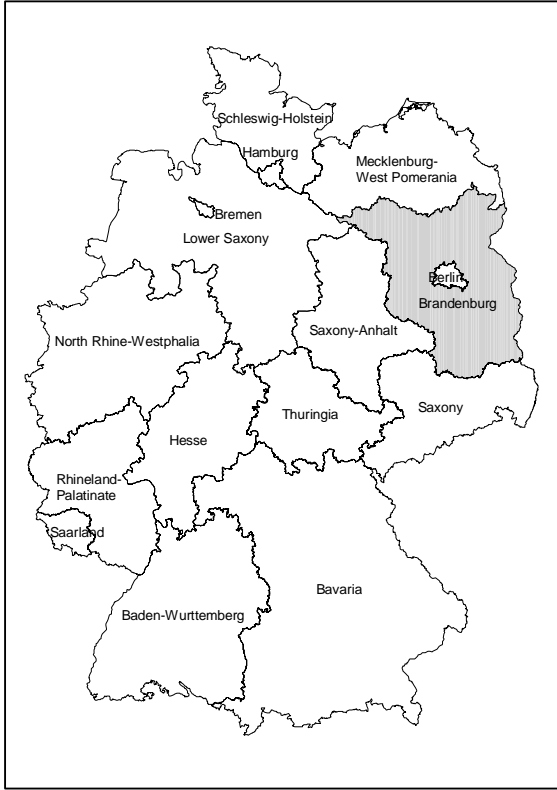 Schleswig-Holstein
Hamburg
Mecklenburg-
West Pomerania
Bremen
Lower Saxony
Berlin
Brandenburg
North Rhine-Westphalia
Saxony-Anhalt
Saxony
Thuringia
Hesse
Rhineland-
Palatinate
Saarland
Bavaria
Baden-Wurttemberg